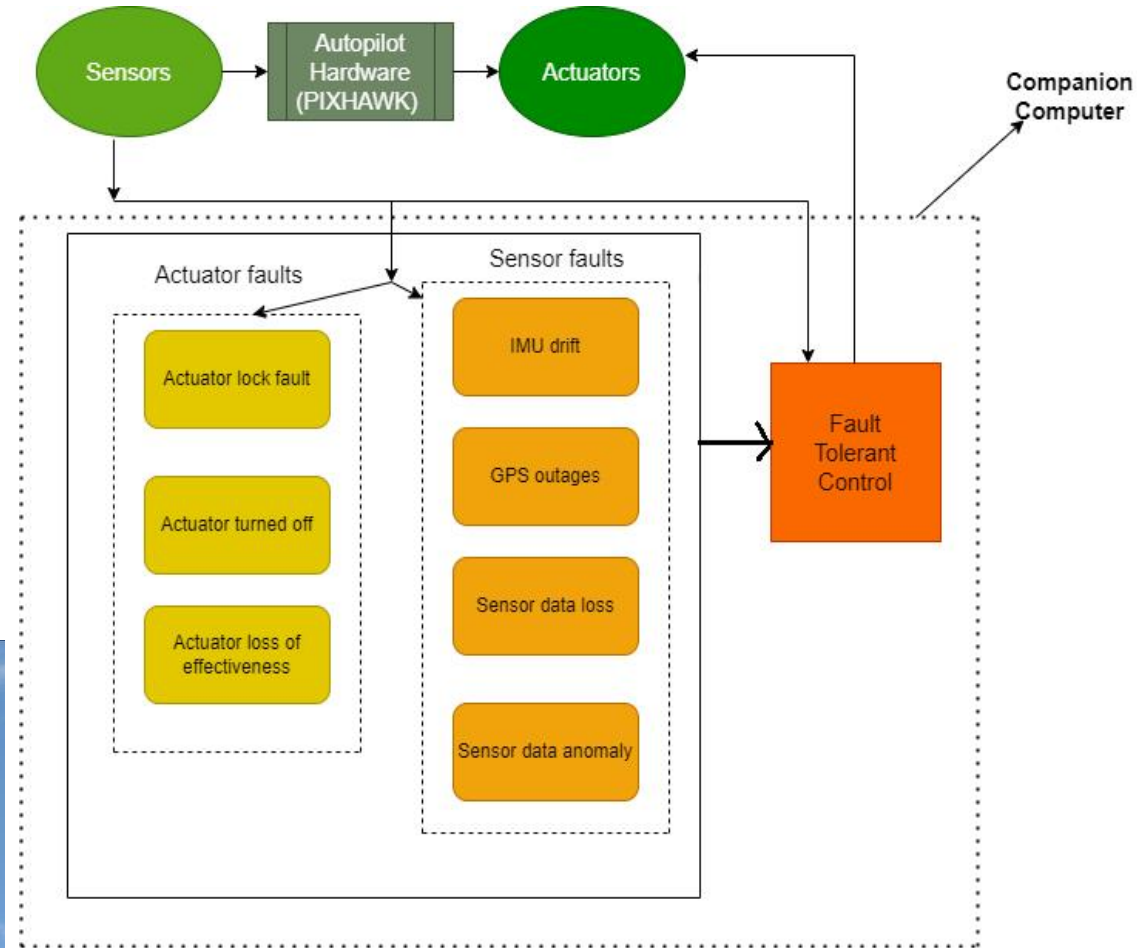 Sensors
Autopilot
Hardware
(PIXHAWK)
Actuators
Companion
Computer
Actuator faults
Sensor faults
Actuator lock fault
Actuator turned off
Actuator loss of
effectiveness
IMU drift
GPS outages
Sensor data loss
Sensor data anomaly
Fault
Tolerant
Control